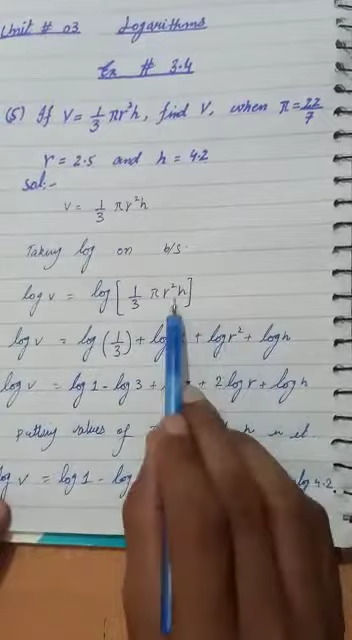 Unit # 03 Logarithms
Ex # 3.4
(5) If V = 1/3 πr²h, find V, when π = 22/7
r = 2.5 and h = 4.2
Sol:-
V = 1/3 πr²h
Taking log on b/s.
log V = log[1/3 πr²h]
log V = log(1/3) + log + log r² + log h
log V = log 1 - log 3 + + 2 log r + log h
Putting values of h in it.
log V = log 1 - log log 4.2